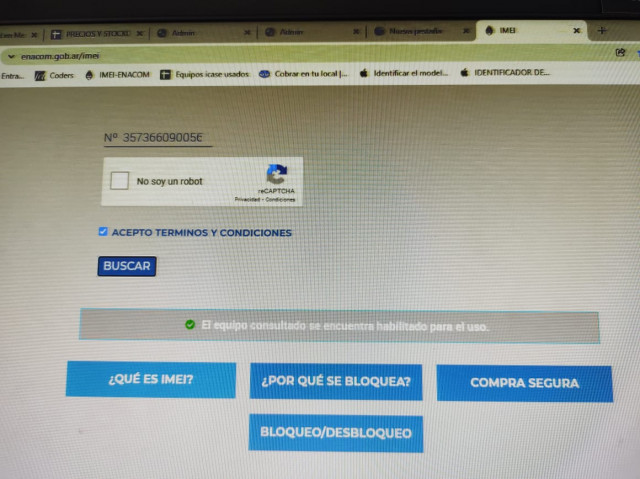 PRECIOS Y STOCK
Admin
Admin
Nueva pestaña
IMEI
enacom.gob.ar/imei
Entra...
Coders
IMEI-ENACOM
Equipos icase usados
Cobrar en tu local |...
Identificar el model...
IDENTIFICADOR DE...
Nº 35736609005E
No soy un robot
reCAPTCHA
Privacidad - Condiciones
ACEPTO TERMINOS Y CONDICIONES
BUSCAR
El equipo consultado se encuentra habilitado para el uso.
¿QUÉ ES IMEI?
¿POR QUÉ SE BLOQUEA?
COMPRA SEGURA
BLOQUEO/DESBLOQUEO